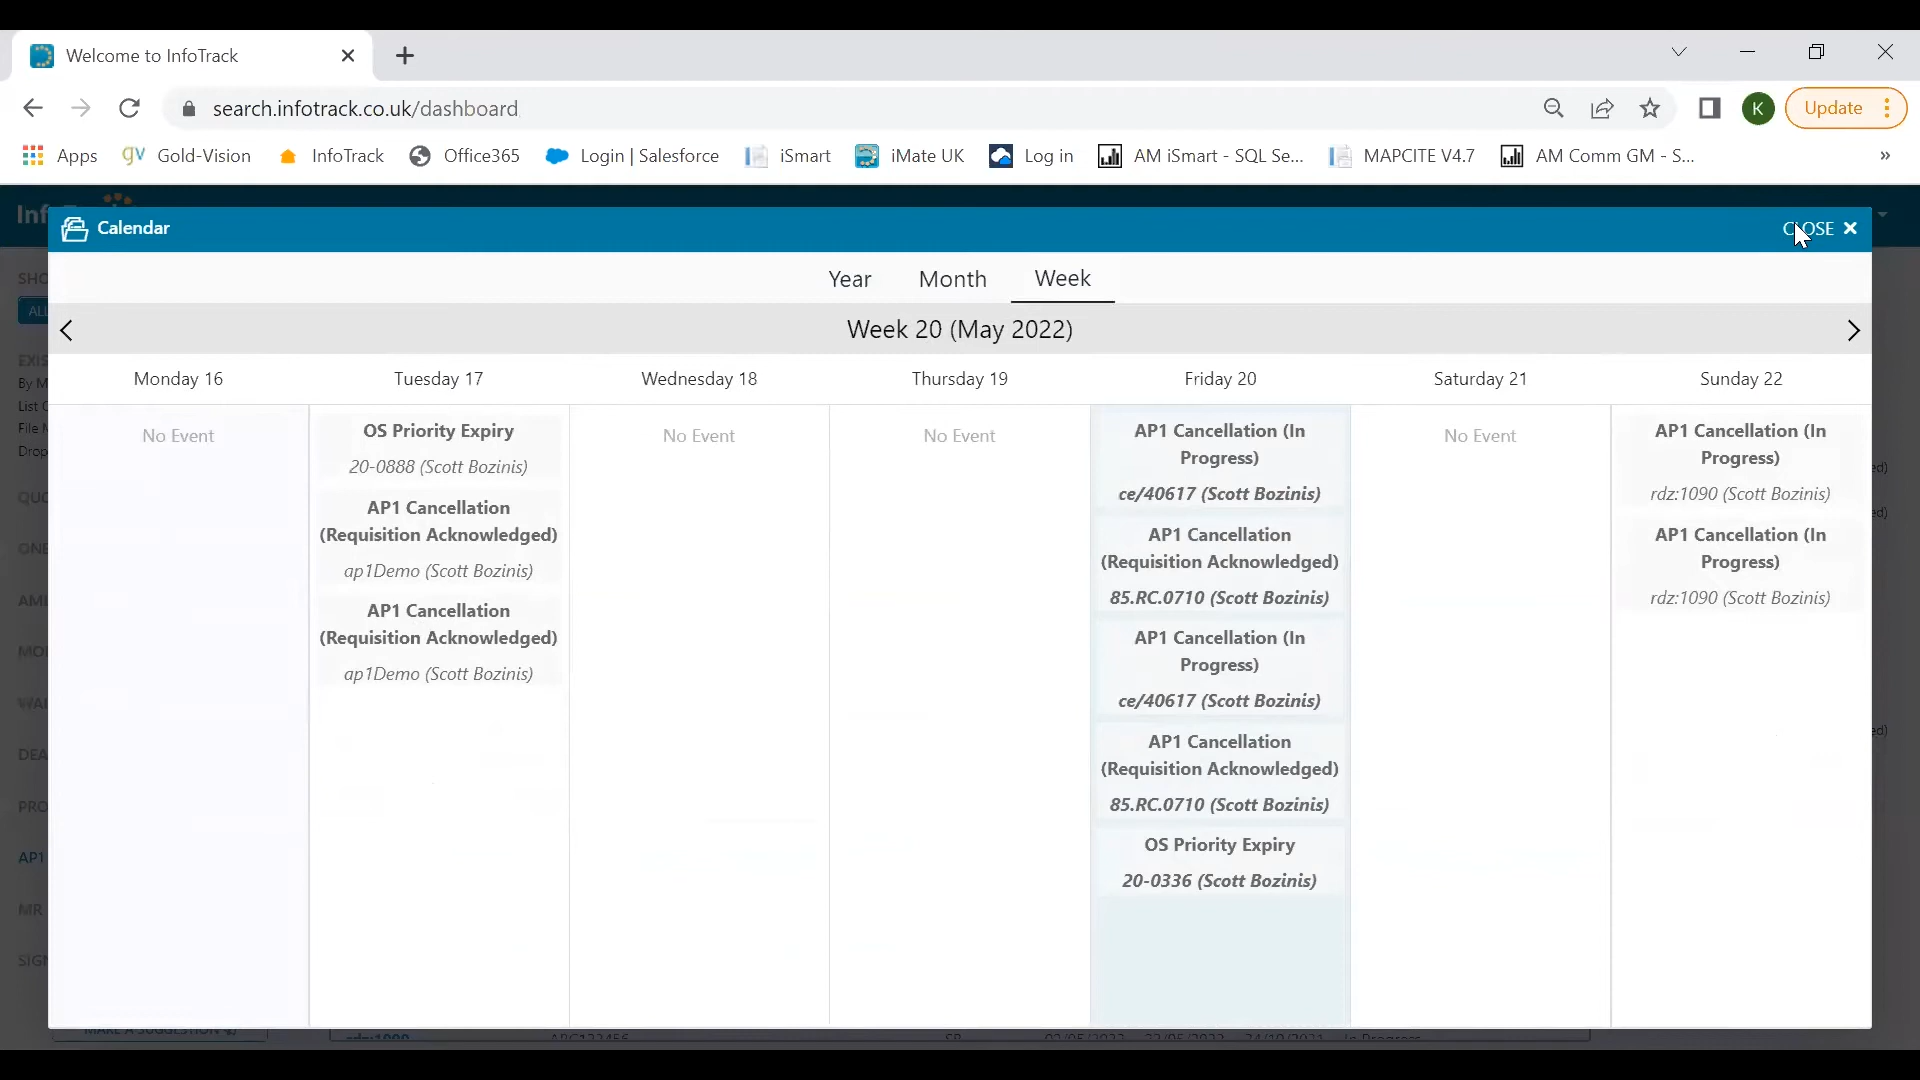 Welcome to InfoTrack
search.infotrack.co.uk/dashboard
K
Update
Apps
Gold-Vision
InfoTrack
Office365
Login | Salesforce
iSmart
iMate UK
Log in
AM iSmart - SQL Se...
MAPCITE V4.7
AM Comm GM - S...
»
Calendar
CLOSE
Year
Month
Week
Week 20 (May 2022)
Monday 16
Tuesday 17
Wednesday 18
Thursday 19
Friday 20
Saturday 21
Sunday 22
No Event
OS Priority Expiry
20-0888 (Scott Bozinis)
AP1 Cancellation
(Requisition Acknowledged)
ap1Demo (Scott Bozinis)
AP1 Cancellation
(Requisition Acknowledged)
ap1Demo (Scott Bozinis)
No Event
No Event
AP1 Cancellation (In
Progress)
ce/40617 (Scott Bozinis)
AP1 Cancellation
(Requisition Acknowledged)
85.RC.0710 (Scott Bozinis)
AP1 Cancellation (In
Progress)
ce/40617 (Scott Bozinis)
AP1 Cancellation
(Requisition Acknowledged)
85.RC.0710 (Scott Bozinis)
OS Priority Expiry
20-0336 (Scott Bozinis)
No Event
AP1 Cancellation (In
Progress)
rdz:1090 (Scott Bozinis)
AP1 Cancellation (In
Progress)
rdz:1090 (Scott Bozinis)
AP1
MAKE A SUGGESTION